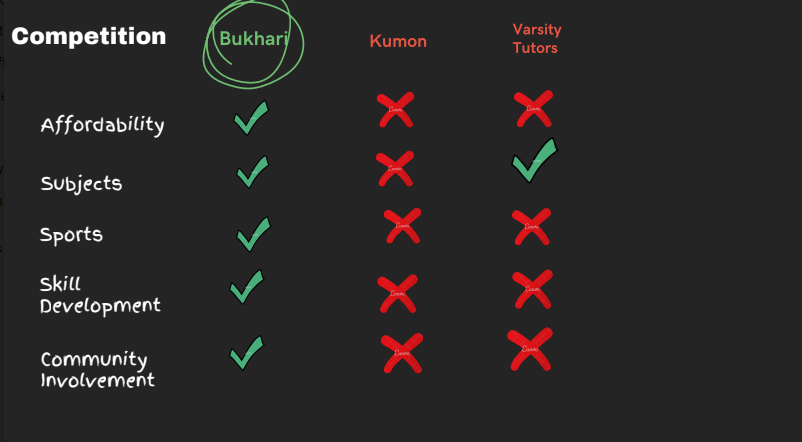 Competition
Bukhari
Kumon
Varsity
Tutors
Affordability
Subjects
Sports
Skill
Development
Community
Involvement